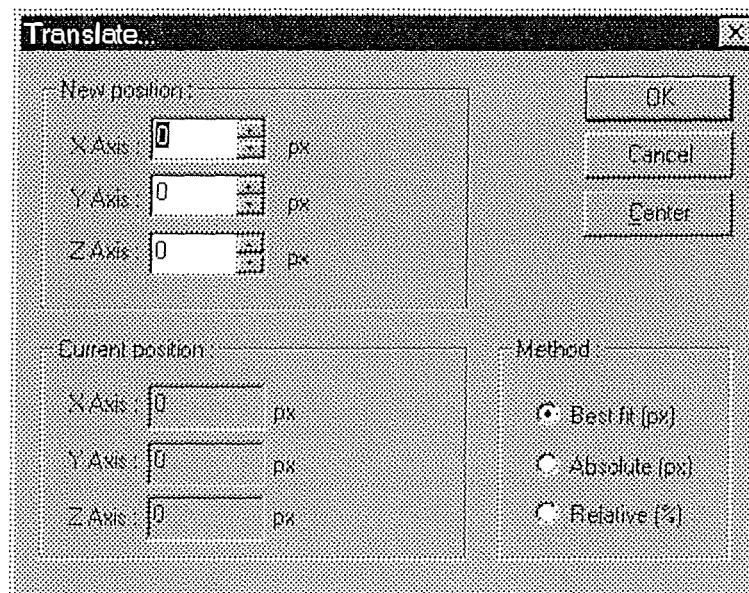 Translate...
New position :
X Axis : 0 px
Y Axis : 0 px
Z Axis : 0 px
OK
Cancel
Center
Current position :
X Axis : 0 px
Y Axis : 0 px
Z Axis : 0 px
Method :
Best fit (px)
Absolute (px)
Relative (%)